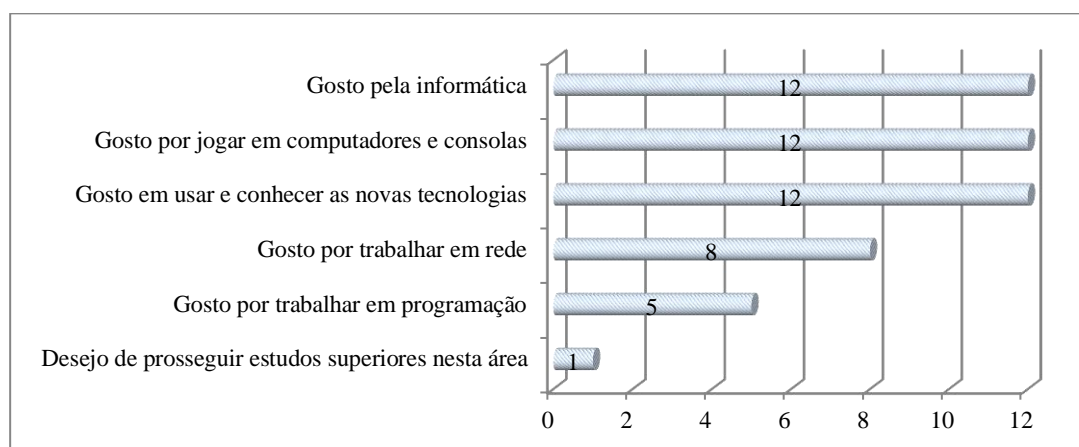 Gosto pela informática
12
Gosto por jogar em computadores e consolas
12
Gosto em usar e conhecer as novas tecnologias
12
Gosto por trabalhar em rede
8
Gosto por trabalhar em programação
5
Desejo de prosseguir estudos superiores nesta área
1
0 2 4 6 8 10 12